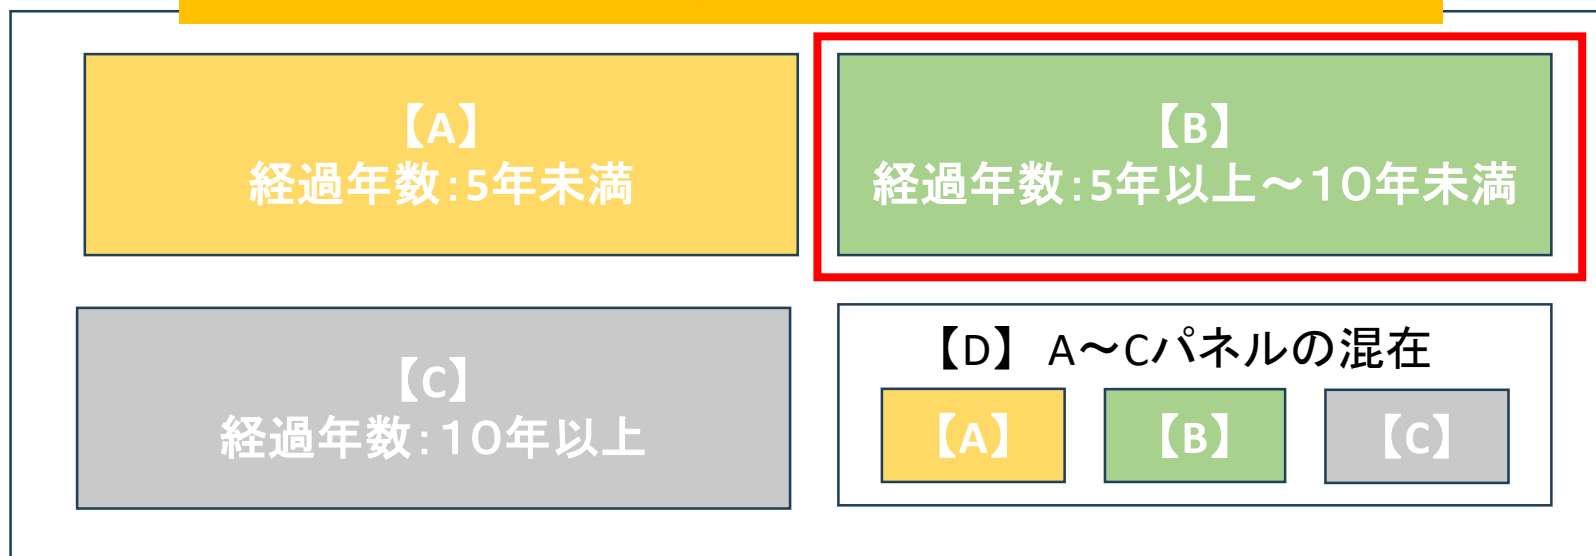 【A】
経過年数：5年未満
【B】
経過年数：5年以上～１０年未満
【C】
経過年数：１０年以上
【D】 A～Cパネルの混在
【A】
【B】
【C】